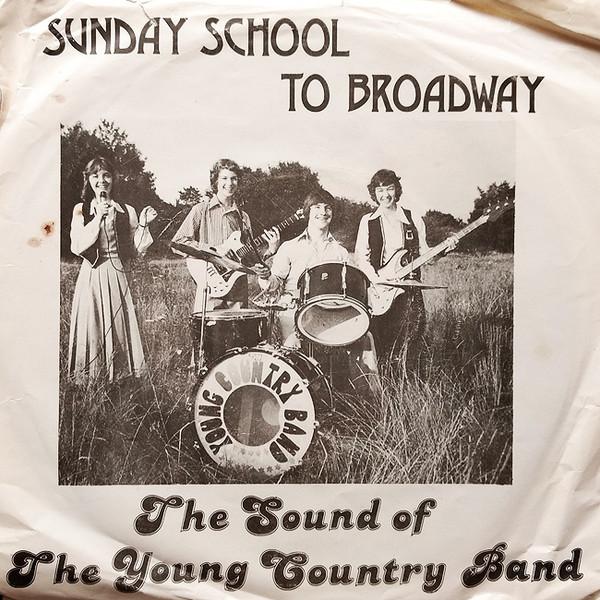 SUNDAY SCHOOL
TO BROADWAY
YOUNG COUNTRY BAND
The Sound of
The Young Country Band